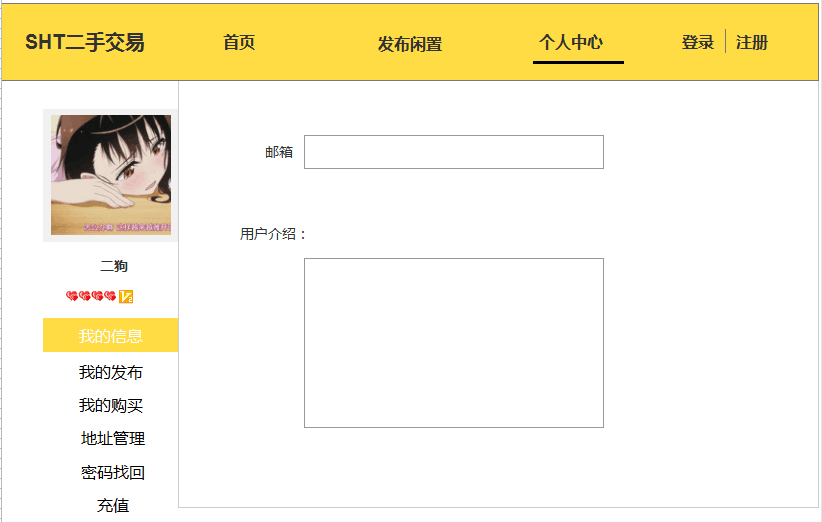 SHT二手交易 首页 发布闲置 个人中心 登录 注册
邮箱
用户介绍：
二狗
我的信息
我的发布
我的购买
地址管理
密码找回
充值